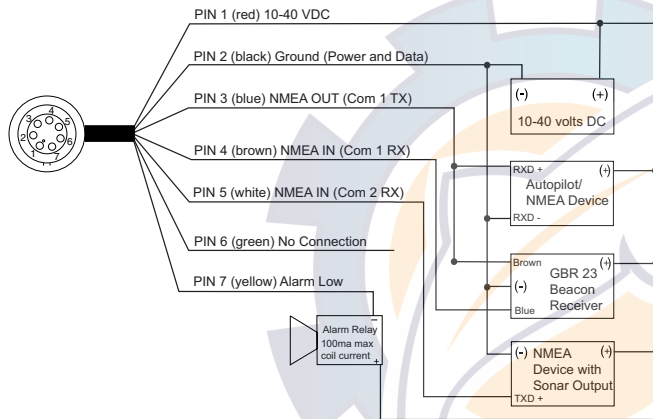 PIN 1 (red) 10-40 VDC
PIN 2 (black) Ground (Power and Data)
PIN 3 (blue) NMEA OUT (Com 1 TX)
PIN 4 (brown) NMEA IN (Com 1 RX)
PIN 5 (white) NMEA IN (Com 2 RX)
PIN 6 (green) No Connection
PIN 7 (yellow) Alarm Low
4
3
5
2
6
1
7
(-) (+)
10-40 volts DC
RXD + (+)
Autopilot/
NMEA Device
RXD -
Brown (+)
GBR 23
(-) Beacon
Receiver
Blue
(-) NMEA (+)
Device with
Sonar Output
TXD +
–
Alarm Relay
100ma max
coil current
+